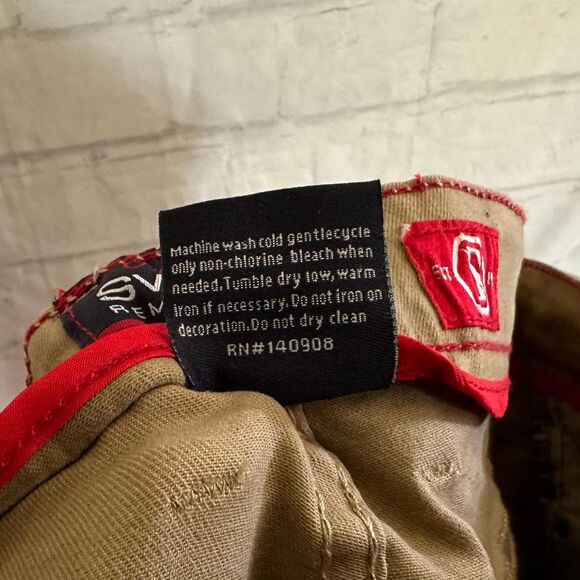 Machine wash cold gentlecycle
only non-chlorine bleach when
needed.Tumble dry low, warm
iron if necessary. Do not iron on
decoration.Do not dry clean
RN#140908